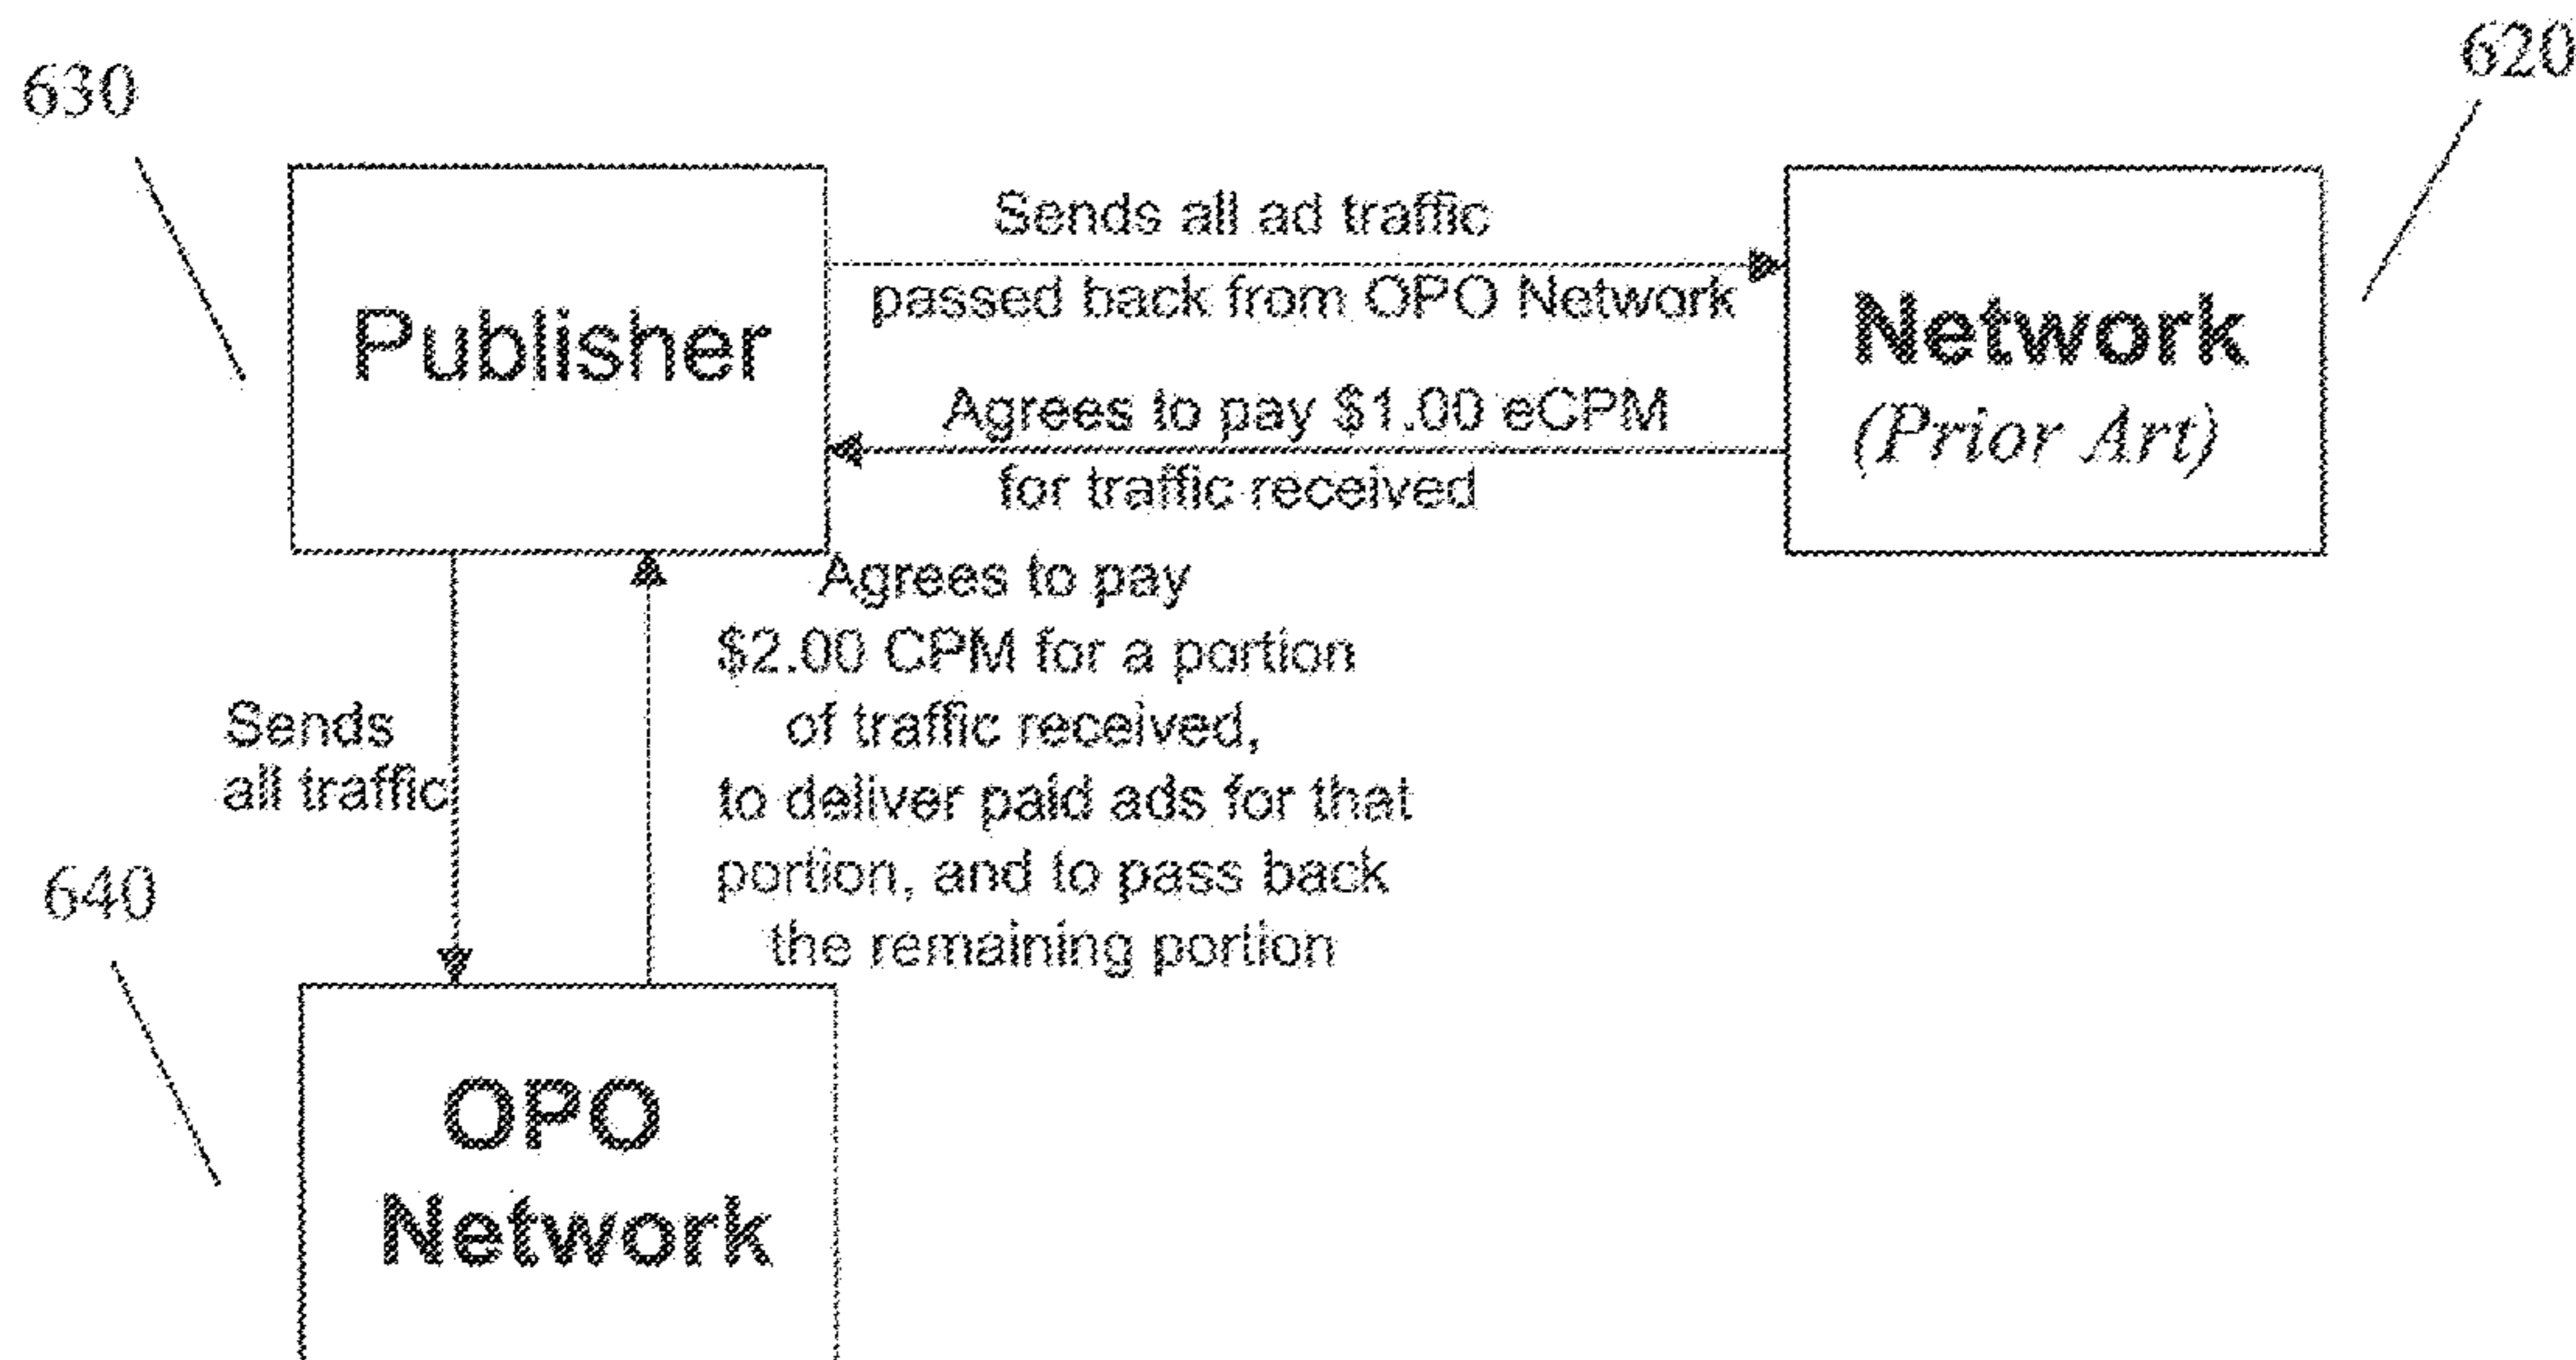 630
620
Sends all ad traffic
passed back from OPO Network
Publisher
Network
(Prior Art)
Agrees to pay $1.00 eCPM
for traffic received
Agrees to pay
$2.00 CPM for a portion
of traffic received,
to deliver paid ads for that
portion, and to pass back
the remaining portion
Sends
all traffic
640
OPO
Network